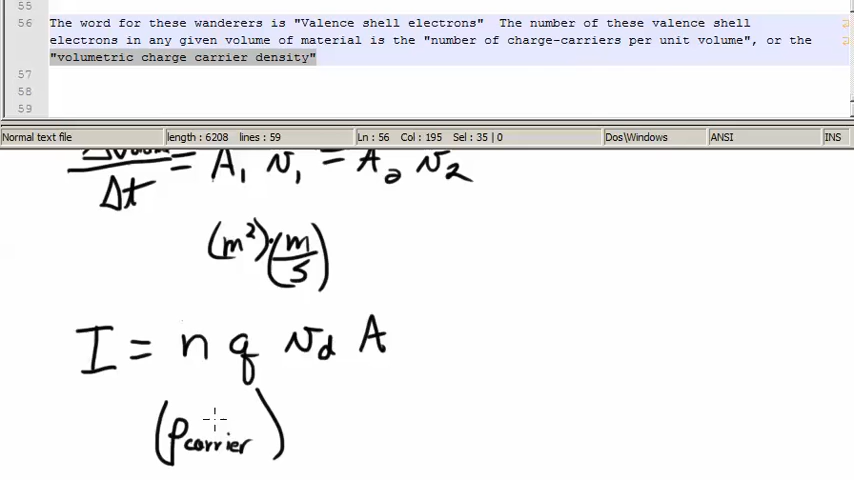 55
56 The word for these wanderers is "Valence shell electrons" The number of these valence shell
electrons in any given volume of material is the "number of charge-carriers per unit volume", or the
"volumetric charge carrier density"
57
58
59
Normal text file length : 6208 lines : 59 Ln : 56 Col : 195 Sel : 35 | 0 Dos\Windows ANSI INS
/Δt = A₁ v₁ = A₂ v₂
(m²)·(m/s)
I = n q v_d A
(ρcarrier)